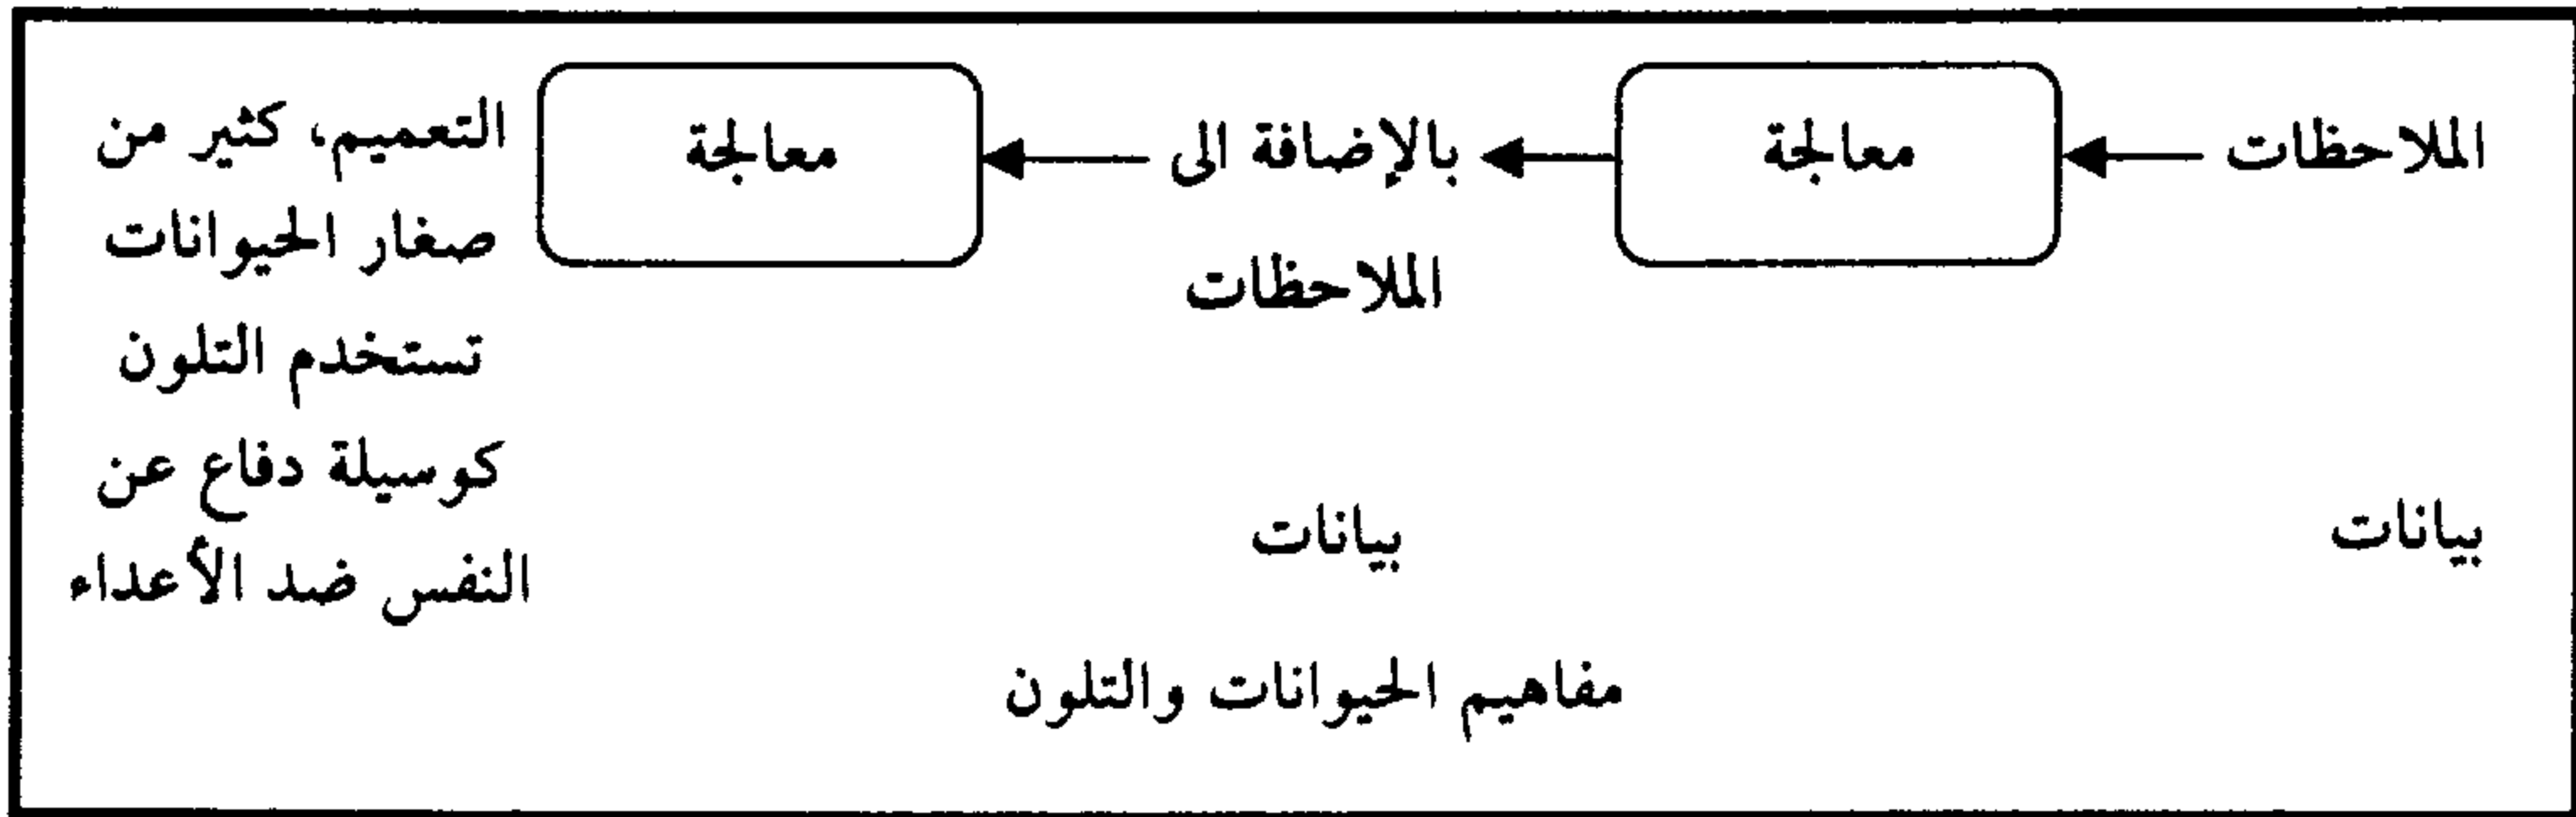 الملاحظات
معالجة
بالإضافة الى
الملاحظات
معالجة
التعميم، كثير من
صغار الحيوانات
تستخدم التلون
كوسيلة دفاع عن
النفس ضد الأعداء
بيانات
بيانات
مفاهيم الحيوانات والتلون